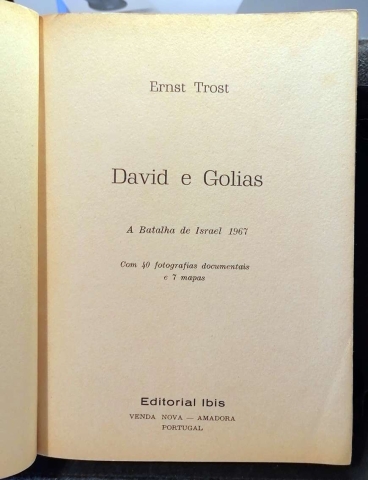 Ernst Trost
David e Golias
A Batalha de Israel 1967
Com 40 fotografias documentais
e 7 mapas
Editorial Ibis
VENDA NOVA — AMADORA
PORTUGAL